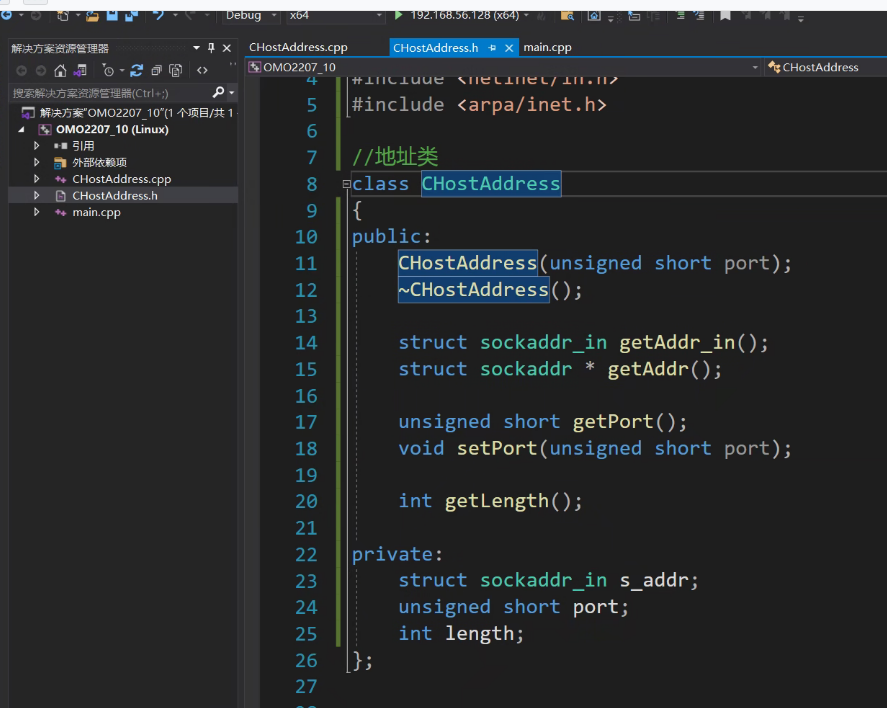 Debug x64 192.168.56.128 (x64)
解决方案资源管理器
搜索解决方案资源管理器(Ctrl+;)
解决方案"OMO2207_10"(1 个项目/共 1
OMO2207_10 (Linux)
引用
外部依赖项
CHostAddress.cpp
CHostAddress.h
main.cpp
CHostAddress.cpp CHostAddress.h main.cpp
OMO2207_10 CHostAddress
4 #include <netinet/in.h>
5 #include <arpa/inet.h>
6
7 //地址类
8 class CHostAddress
9 {
10 public:
11 CHostAddress(unsigned short port);
12 ~CHostAddress();
13
14 struct sockaddr_in getAddr_in();
15 struct sockaddr * getAddr();
16
17 unsigned short getPort();
18 void setPort(unsigned short port);
19
20 int getLength();
21
22 private:
23 struct sockaddr_in s_addr;
24 unsigned short port;
25 int length;
26 };
27